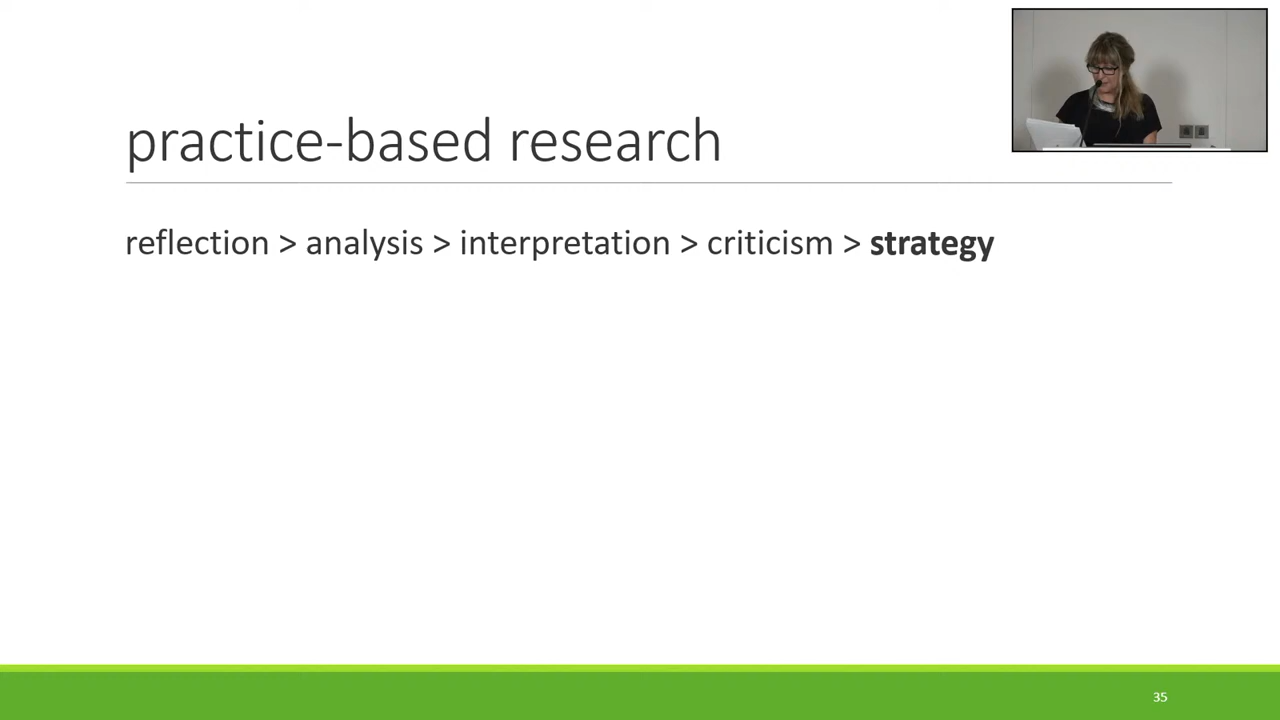 practice-based research
reflection > analysis > interpretation > criticism > strategy
35